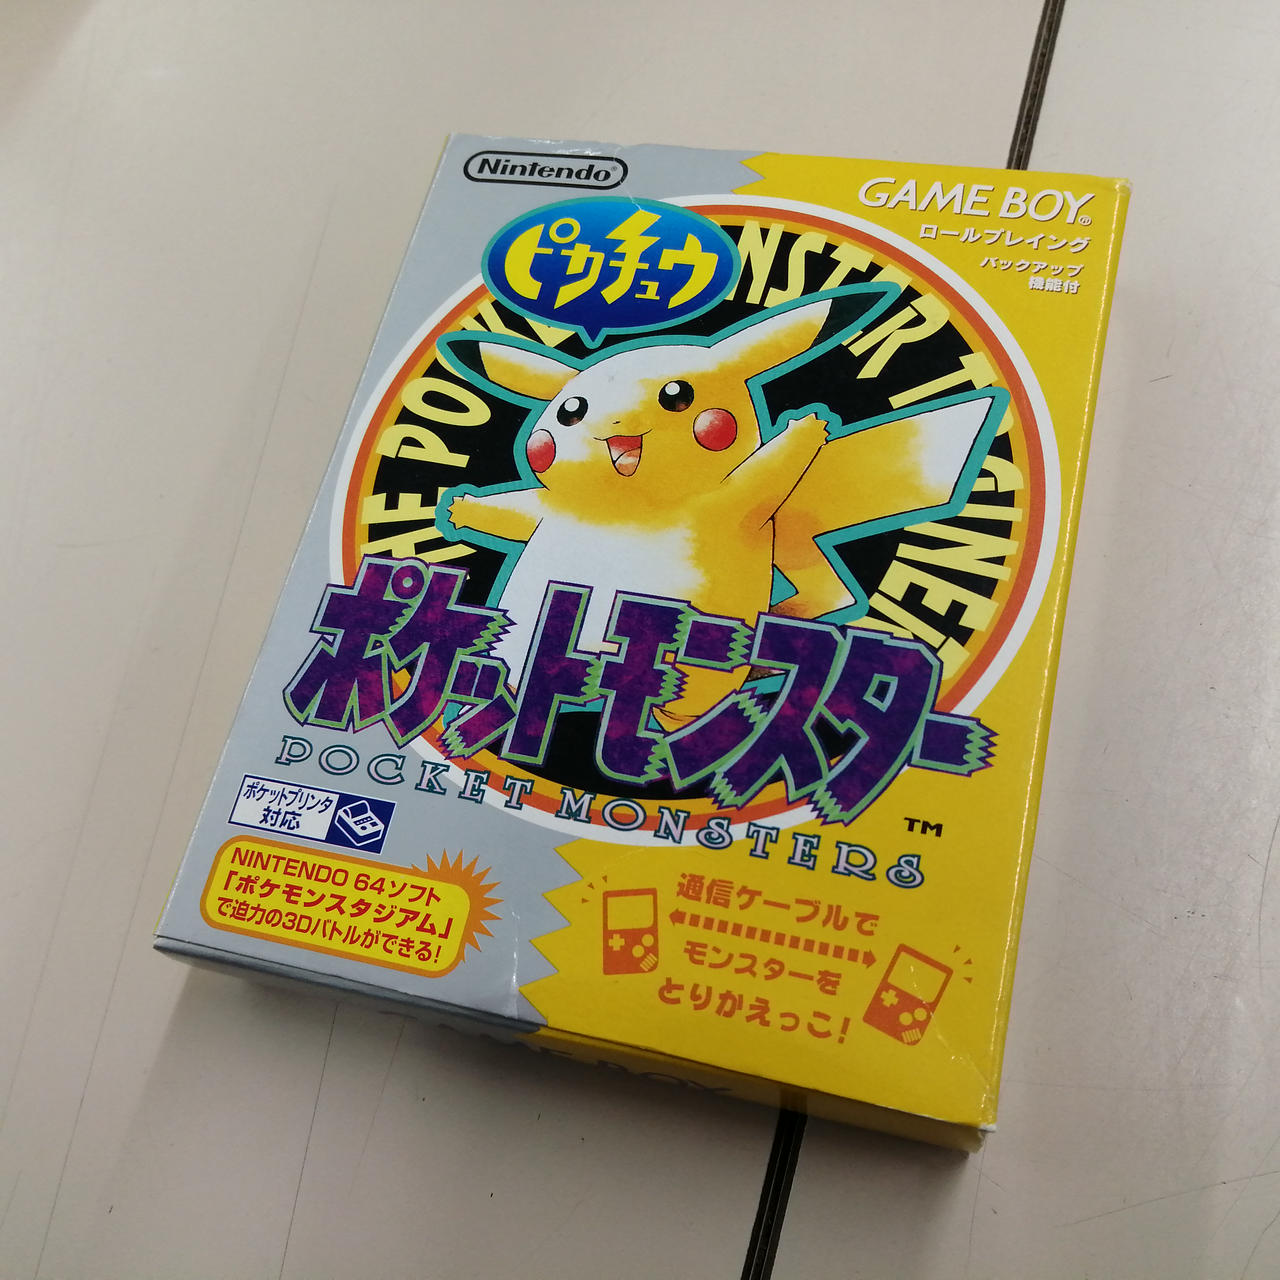 Nintendo®
GAME BOY®
ロールプレイング
バックアップ
機能付
ピカチュウ
ポケットモンスター
POCKET MONSTERS
TM
ポケットプリンタ
対応
NINTENDO 64ソフト
「ポケモンスタジアム」
で迫力の3Dバトルができる!
通信ケーブルで
モンスターを
とりかえっこ!
GAME BOY